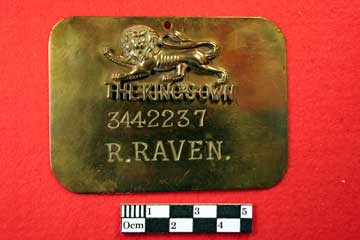 THE KING'S OWN
3442237
R.RAVEN.
1 3 5
0cm 2 4